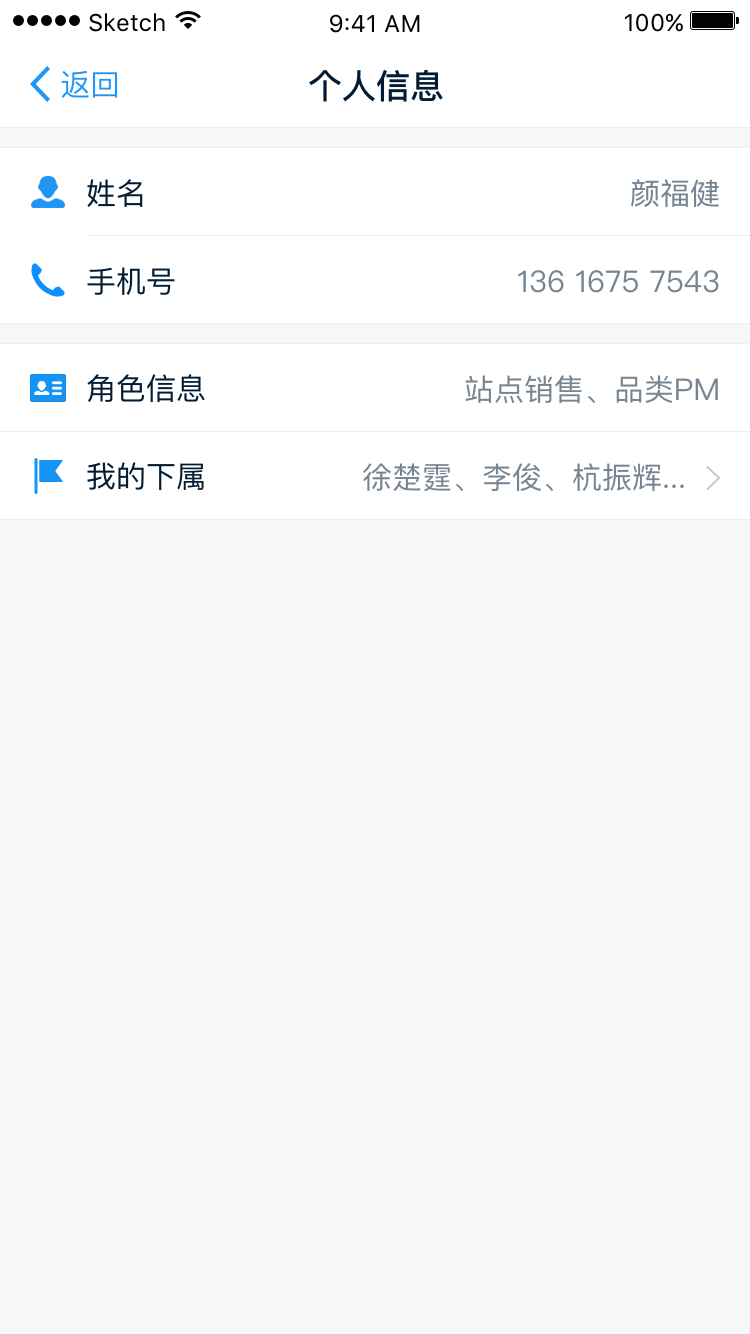 Sketch 9:41 AM 100%
返回 个人信息
姓名 颜福健
手机号 136 1675 7543
角色信息 站点销售、品类PM
我的下属 徐楚霆、李俊、杭振辉...